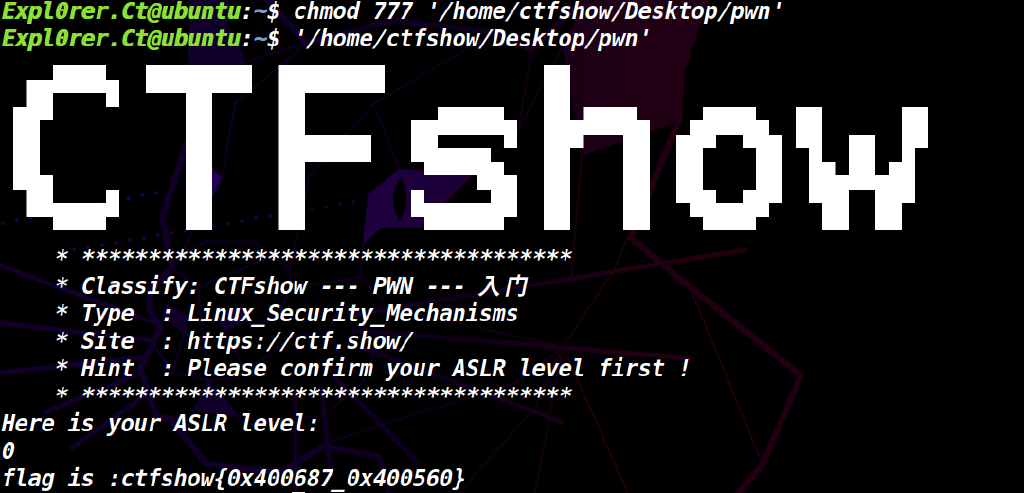 Expl0rer.Ct@ubuntu:~$ chmod 777 '/home/ctfshow/Desktop/pwn'
Expl0rer.Ct@ubuntu:~$ '/home/ctfshow/Desktop/pwn'
CTFshow
* *************************************
* Classify: CTFshow --- PWN --- 入门
* Type  : Linux_Security_Mechanisms
* Site  : https://ctf.show/
* Hint  : Please confirm your ASLR level first !
* *************************************
Here is your ASLR level:
0
flag is :ctfshow{0x400687_0x400560}